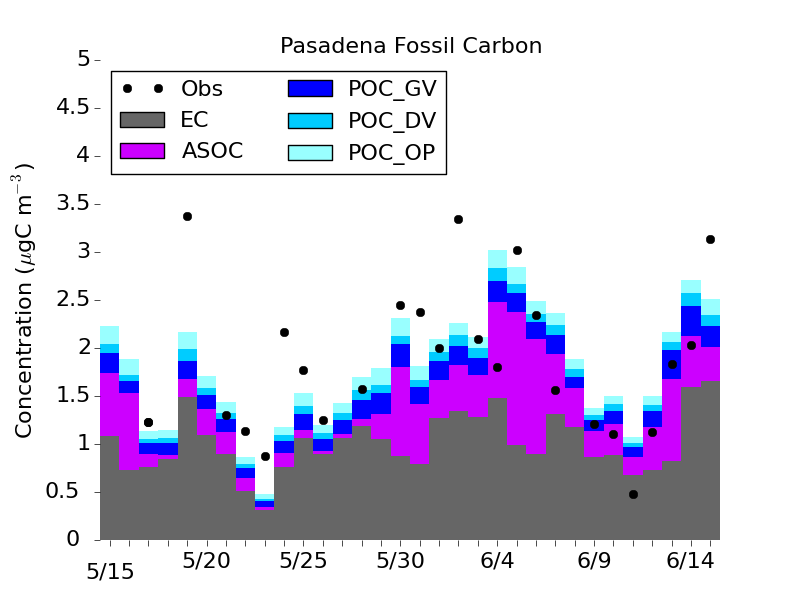 Pasadena Fossil Carbon
Obs
EC
ASOC
POC_GV
POC_DV
POC_OP
Concentration (μgC m⁻³)
5
4.5
4
3.5
3
2.5
2
1.5
1
0.5
0
5/15 5/20 5/25 5/30 6/4 6/9 6/14